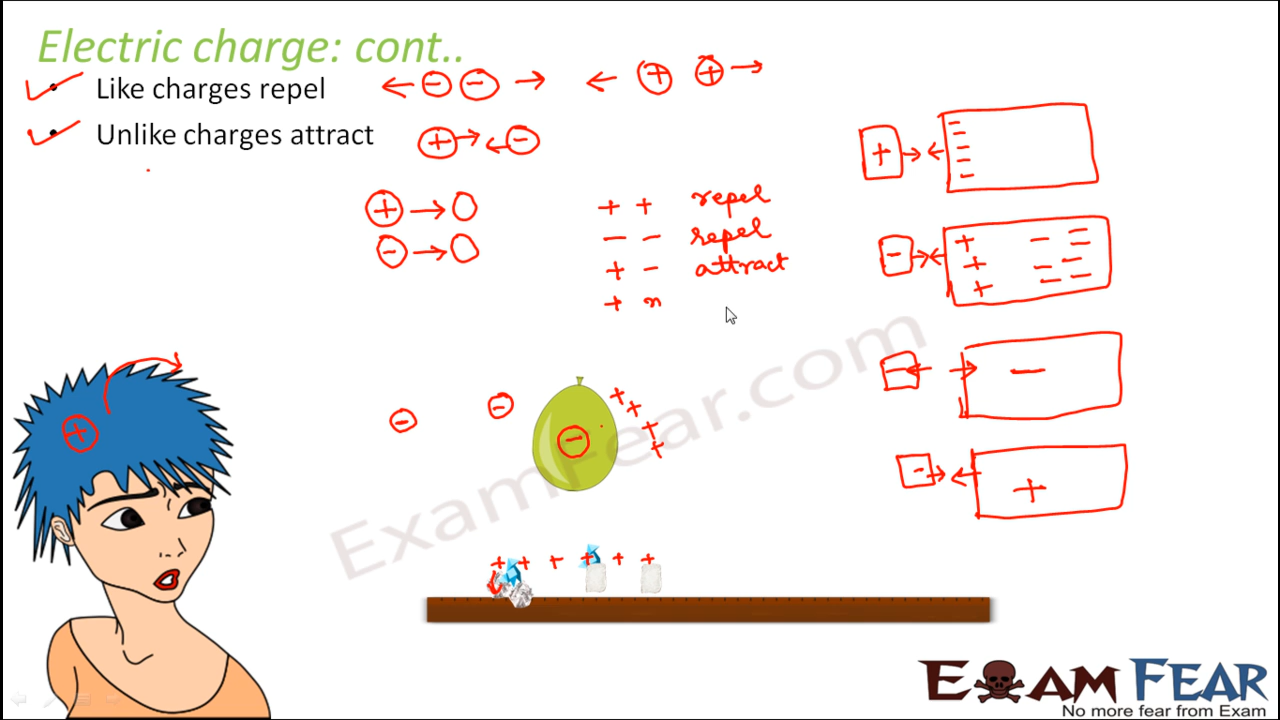 Electric charge: cont..
Like charges repel
Unlike charges attract
← ⊖ ⊖ →
← ⊕ ⊕ →
⊕→ ←⊖
⊕ → O
⊖ → O
+ + repel
− − repel
+ − attract
+ n
+ → ← − − − − −
− → ← + + + − − − − − −
− ← → −
− → ← +
+
− − −
+ + + +
+ + + + + +
ExamFear.com
EXAM FEAR
No more fear from Exam